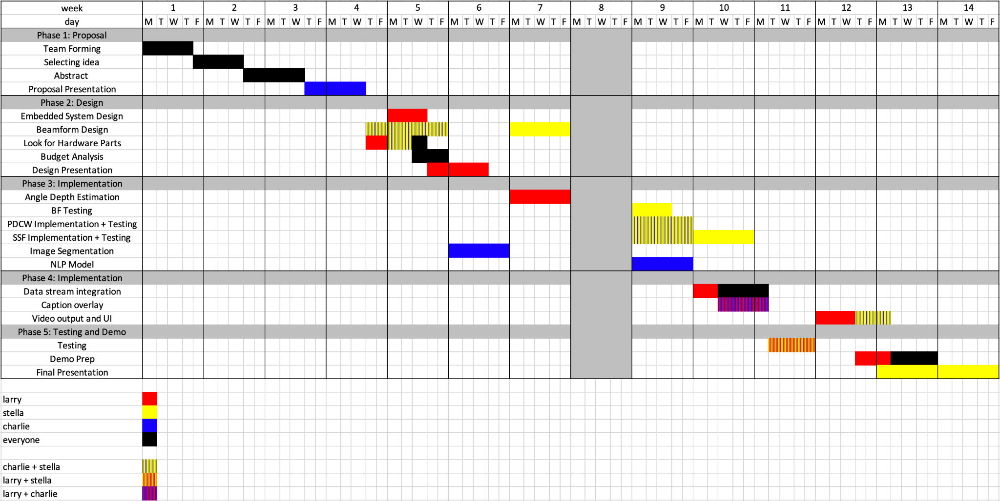 week 1 2 3 4 5 6 7 8 9 10 11 12 13 14
day M T W T F M T W T F M T W T F M T W T F M T W T F M T W T F M T W T F M T W T F M T W T F M T W T F M T W T F M T W T F M T W T F M T W T F
Phase 1: Proposal
Team Forming
Selecting idea
Abstract
Proposal Presentation
Phase 2: Design
Embedded System Design
Beamform Design
Look for Hardware Parts
Budget Analysis
Design Presentation
Phase 3: Implementation
Angle Depth Estimation
BF Testing
PDCW Implementation + Testing
SSF Implementation + Testing
Image Segmentation
NLP Model
Phase 4: Implementation
Data stream integration
Caption overlay
Video output and UI
Phase 5: Testing and Demo
Testing
Demo Prep
Final Presentation
larry
stella
charlie
everyone
charlie + stella
larry + stella
larry + charlie